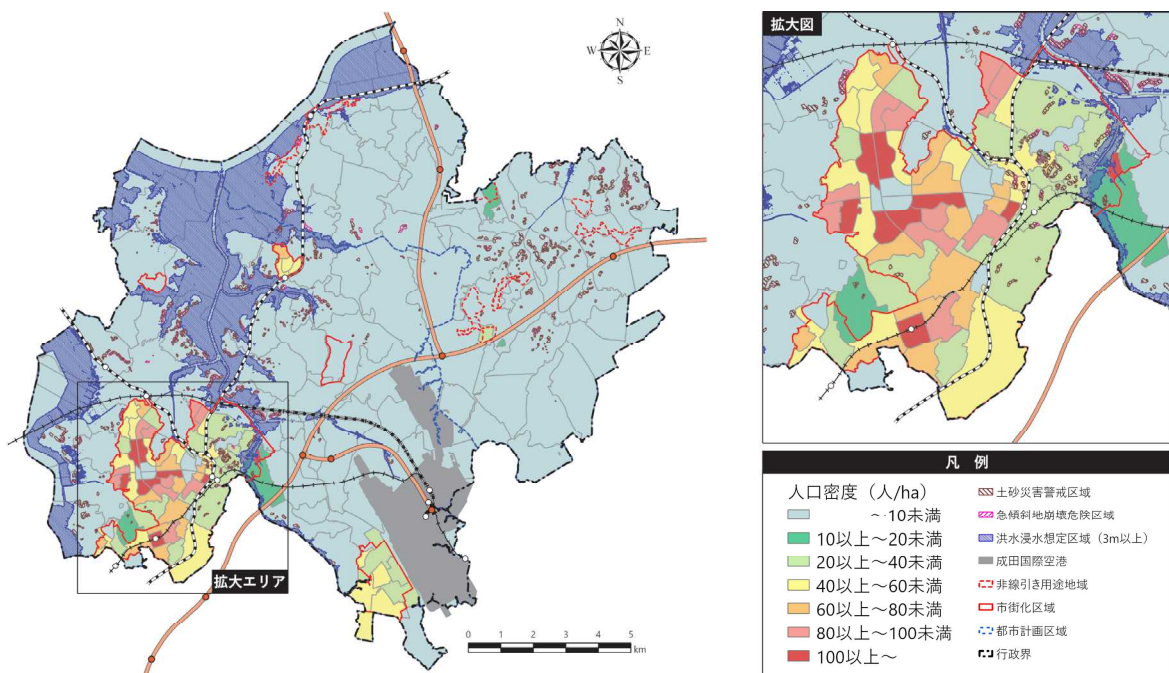 N
W E
S
拡大エリア
0 1 2 3 4 5
km
拡大図
凡 例
人口密度（人/ha）
～10未満
10以上～20未満
20以上～40未満
40以上～60未満
60以上～80未満
80以上～100未満
100以上～
土砂災害警戒区域
急傾斜地崩壊危険区域
洪水浸水想定区域（3m以上）
成田国際空港
非線引き用途地域
市街化区域
都市計画区域
行政界